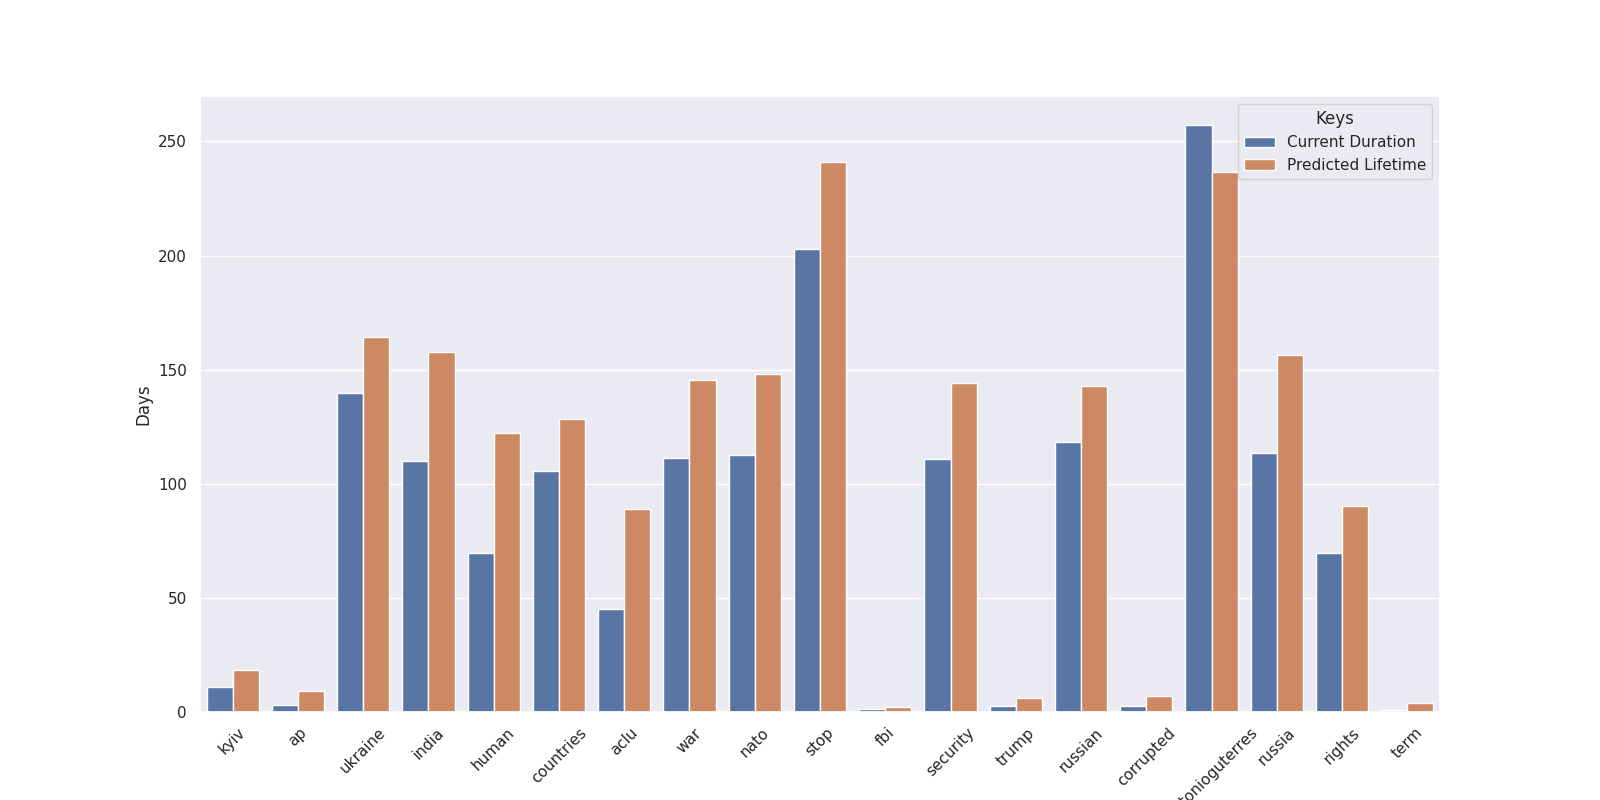 Keys
Current Duration
Predicted Lifetime
Days
250
200
150
100
50
0
kyiv
ap
ukraine
india
human
countries
aclu
war
nato
stop
fbi
security
trump
russian
corrupted
tonioguterres
russia
rights
term